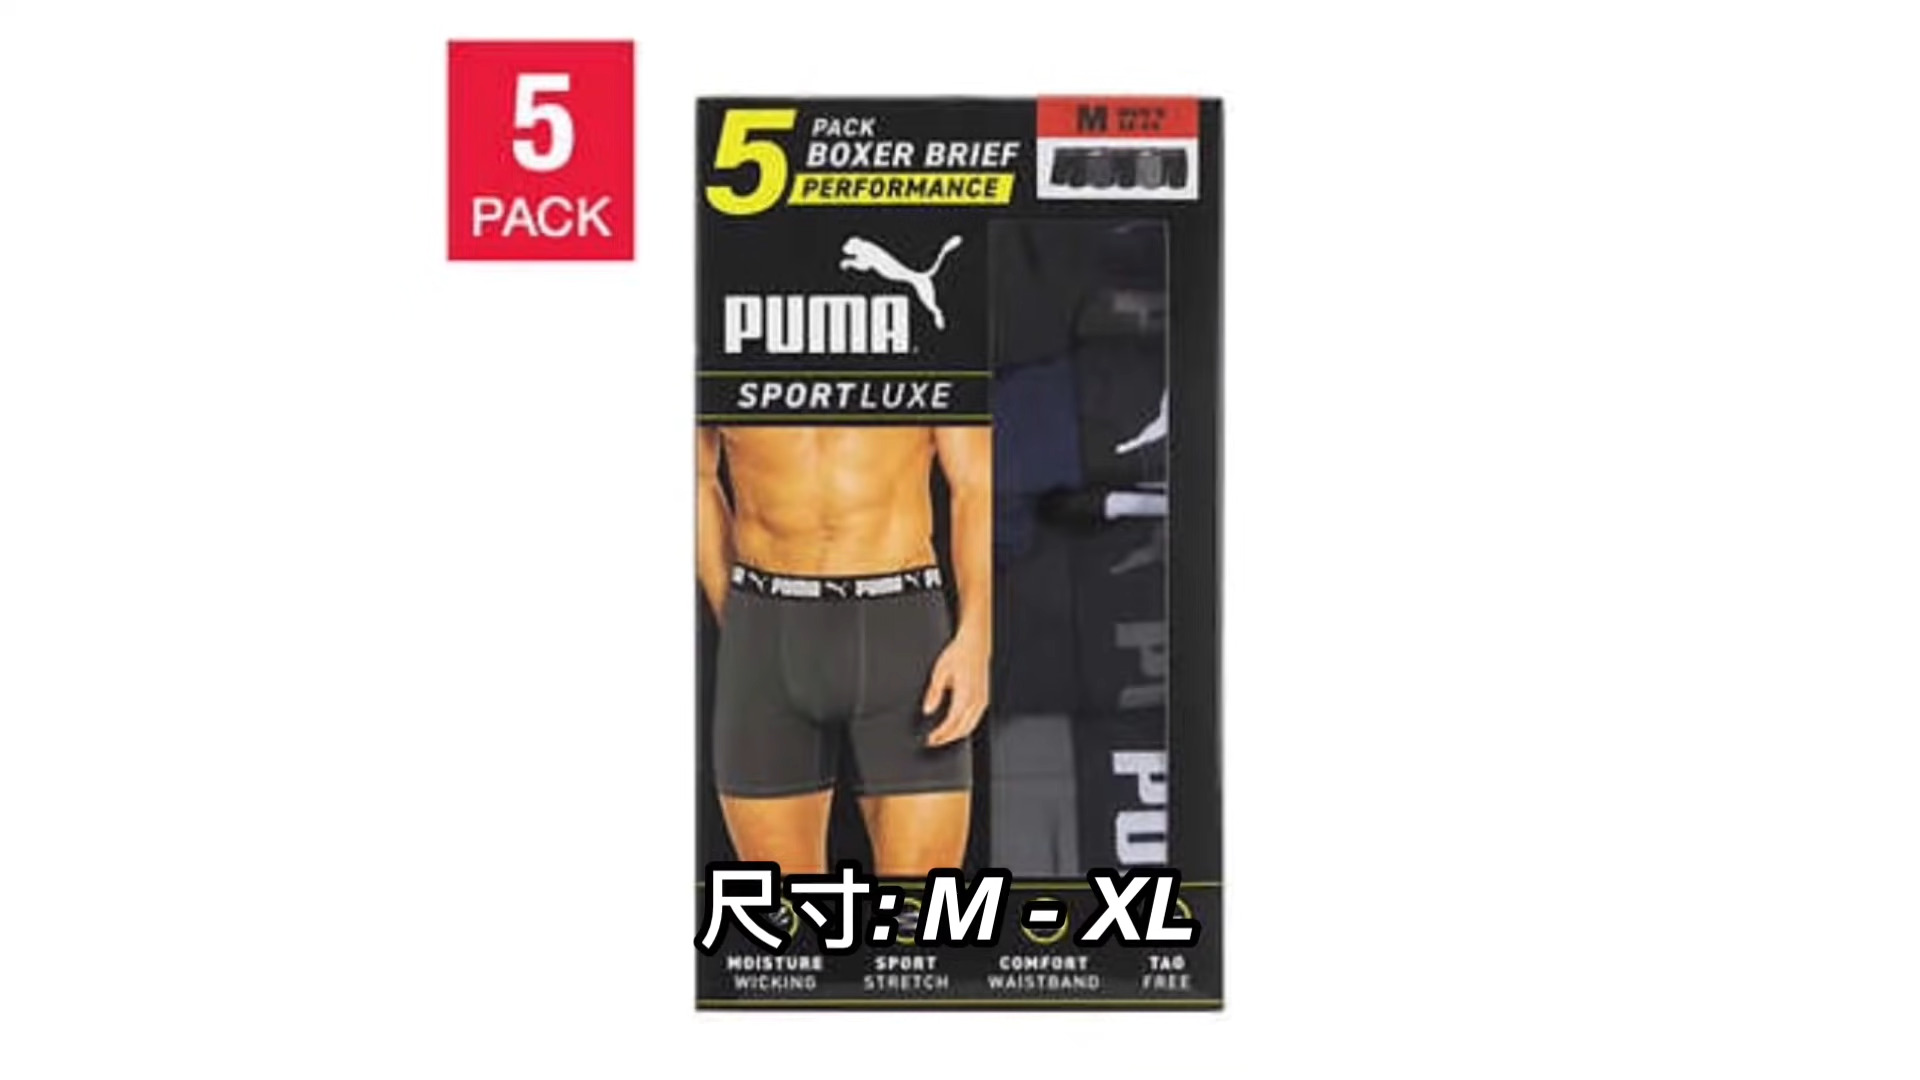 5
PACK
5 PACK
BOXER BRIEF
PERFORMANCE
M
PUMA
SPORTLUXE
PUMA PUMA
PU
尺寸: M - XL
MOISTURE
WICKING
SPORT
STRETCH
COMFORT
WAISTBAND
TAG
FREE